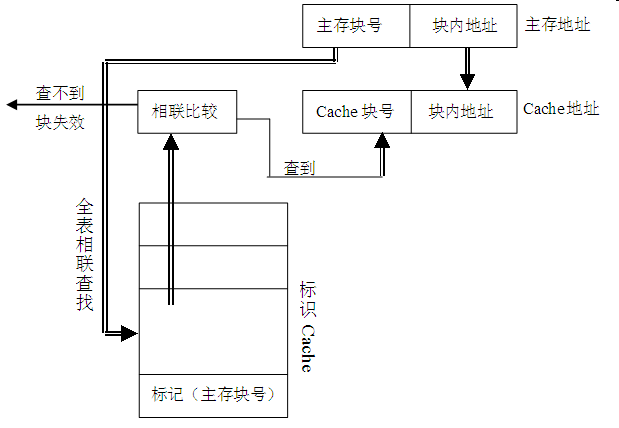 主存块号
块内地址
主存地址
查不到
块失效
相联比较
Cache 块号
块内地址
Cache地址
查到
全表相联查找
标识 Cache
标记（主存块号）